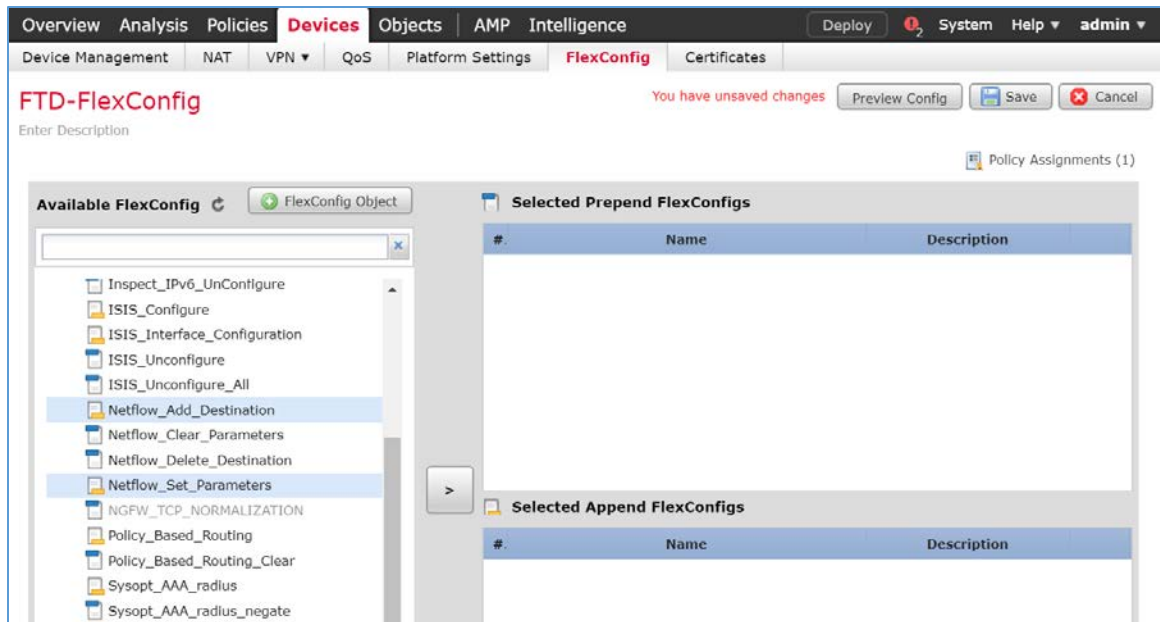 Overview Analysis Policies Devices Objects AMP Intelligence Deploy 2 System Help ▾ admin ▾
Device Management NAT VPN ▾ QoS Platform Settings FlexConfig Certificates
FTD-FlexConfig You have unsaved changes Preview Config Save Cancel
Enter Description
Policy Assignments (1)
Available FlexConfig FlexConfig Object Selected Prepend FlexConfigs
#. Name Description
Inspect_IPv6_UnConfigure
ISIS_Configure
ISIS_Interface_Configuration
ISIS_Unconfigure
ISIS_Unconfigure_All
Netflow_Add_Destination
Netflow_Clear_Parameters
Netflow_Delete_Destination
Netflow_Set_Parameters
>
NGFW_TCP_NORMALIZATION Selected Append FlexConfigs
Policy_Based_Routing #. Name Description
Policy_Based_Routing_Clear
Sysopt_AAA_radius
Sysopt_AAA_radius_negate